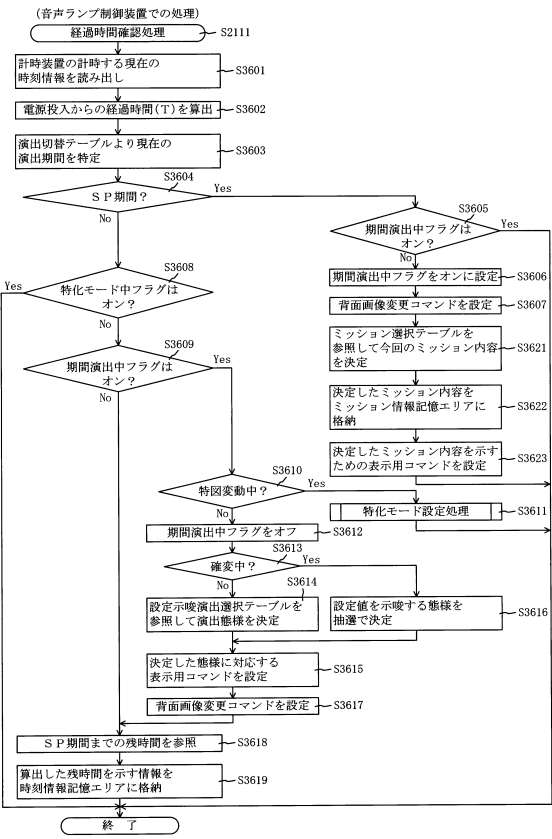 (音声ランプ制御装置での処理)
経過時間確認処理
S2111
計時装置の計時する現在の
時刻情報を読み出し
S3601
電源投入からの経過時間(T)を算出
S3602
演出切替テーブルより現在の
演出期間を特定
S3603
S3604
SP期間?
Yes
No
S3605
期間演出中フラグは
オン?
Yes
No
期間演出中フラグをオンに設定
S3606
背面画像変更コマンドを設定
S3607
ミッション選択テーブルを
参照して今回のミッション内容
を決定
S3621
決定したミッション内容を
ミッション情報記憶エリアに
格納
S3622
決定したミッション内容を示す
ための表示用コマンドを設定
S3623
S3608
Yes
特化モード中フラグは
オン?
No
S3609
期間演出中フラグは
オン?
Yes
No
S3610
特図変動中?
Yes
No
特化モード設定処理
S3611
期間演出中フラグをオフ
S3612
S3613
確変中?
Yes
No
S3614
設定示唆演出選択テーブルを
参照して演出態様を決定
設定値を示唆する態様を
抽選で決定
S3616
決定した態様に対応する
表示用コマンドを設定
S3615
背面画像変更コマンドを設定
S3617
SP期間までの残時間を参照
S3618
算出した残時間を示す情報を
時刻情報記憶エリアに格納
S3619
終 了